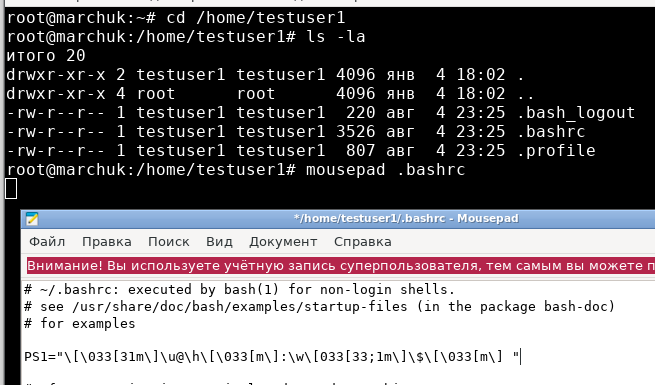 root@marchuk:~# cd /home/testuser1
root@marchuk:/home/testuser1# ls -la
итого 20
drwxr-xr-x 2 testuser1 testuser1 4096 янв  4 18:02 .
drwxr-xr-x 4 root      root      4096 янв  4 18:02 ..
-rw-r--r-- 1 testuser1 testuser1  220 авг  4 23:25 .bash_logout
-rw-r--r-- 1 testuser1 testuser1 3526 авг  4 23:25 .bashrc
-rw-r--r-- 1 testuser1 testuser1  807 авг  4 23:25 .profile
root@marchuk:/home/testuser1# mousepad .bashrc
*/home/testuser1/.bashrc - Mousepad
Файл Правка Поиск Вид Документ Справка
Внимание! Вы используете учётную запись суперпользователя, тем самым вы можете
# ~/.bashrc: executed by bash(1) for non-login shells.
# see /usr/share/doc/bash/examples/startup-files (in the package bash-doc)
# for examples
PS1="\[\033[31m\]\u@\h\[\033[m\]:\w\[033[33;1m\]\$\[\033[m\] "